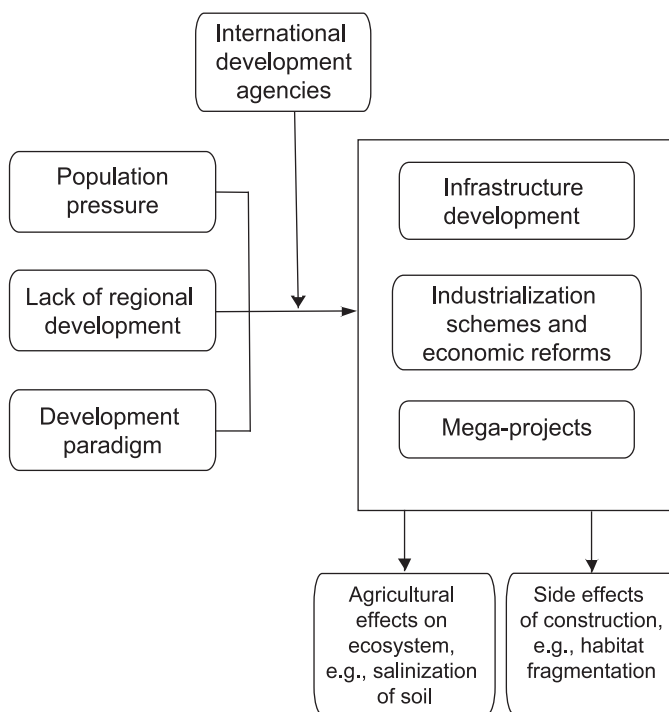 International
development
agencies
Population
pressure
Lack of regional
development
Development
paradigm
Infrastructure
development
Industrialization
schemes and
economic reforms
Mega-projects
Agricultural
effects on
ecosystem,
e.g., salinization
of soil
Side effects
of construction,
e.g., habitat
fragmentation